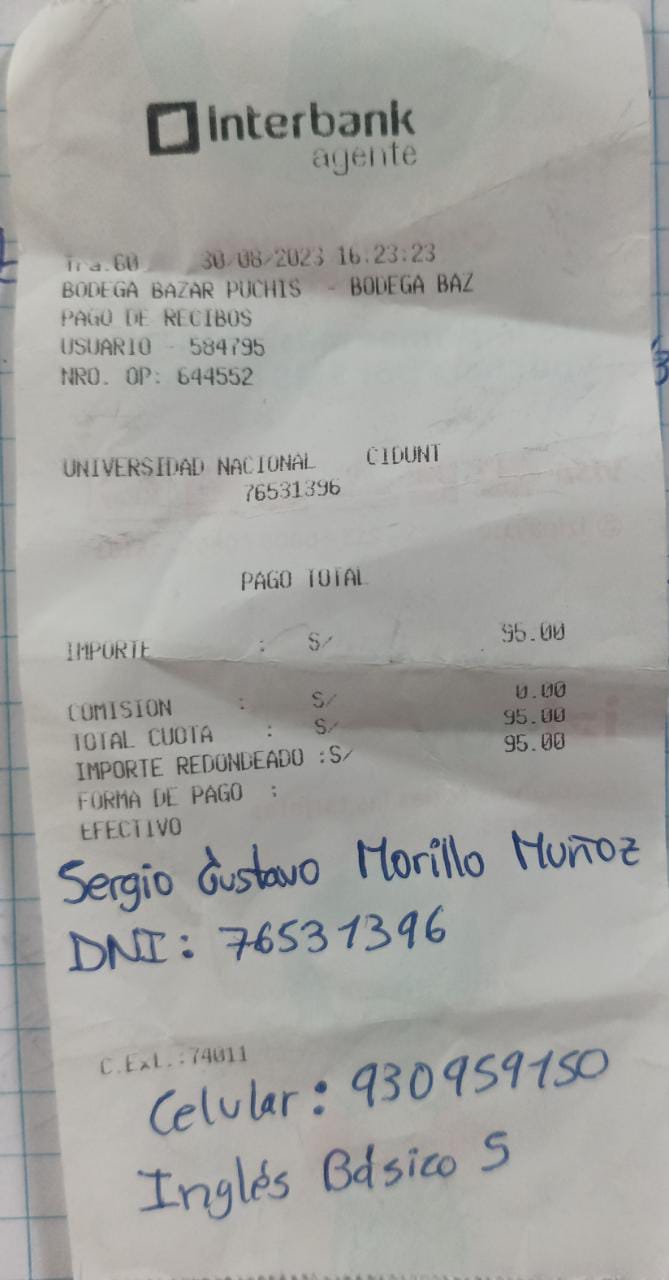 Interbank
agente
Tra.60 30/08/2023 16:23:23
BODEGA BAZAR PUCHIS - BODEGA BAZ
PAGO DE RECIBOS
USUARIO - 584795
NRO. OP: 644552
UNIVERSIDAD NACIONAL CIDUNT
76531396
PAGO TOTAL
IMPORTE : S/ 95.00
COMISION : S/ 0.00
TOTAL CUOTA : S/ 95.00
IMPORTE REDONDEADO :S/ 95.00
FORMA DE PAGO :
EFECTIVO
Sergio Gustavo Morillo Muñoz
DNI: 76531396
C.Ext.:74011
Celular: 930959150
Inglés Básico 5